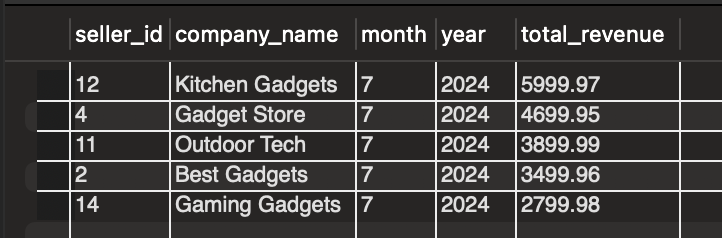 seller_id company_name month year total_revenue
12 Kitchen Gadgets 7 2024 5999.97
4 Gadget Store 7 2024 4699.95
11 Outdoor Tech 7 2024 3899.99
2 Best Gadgets 7 2024 3499.96
14 Gaming Gadgets 7 2024 2799.98